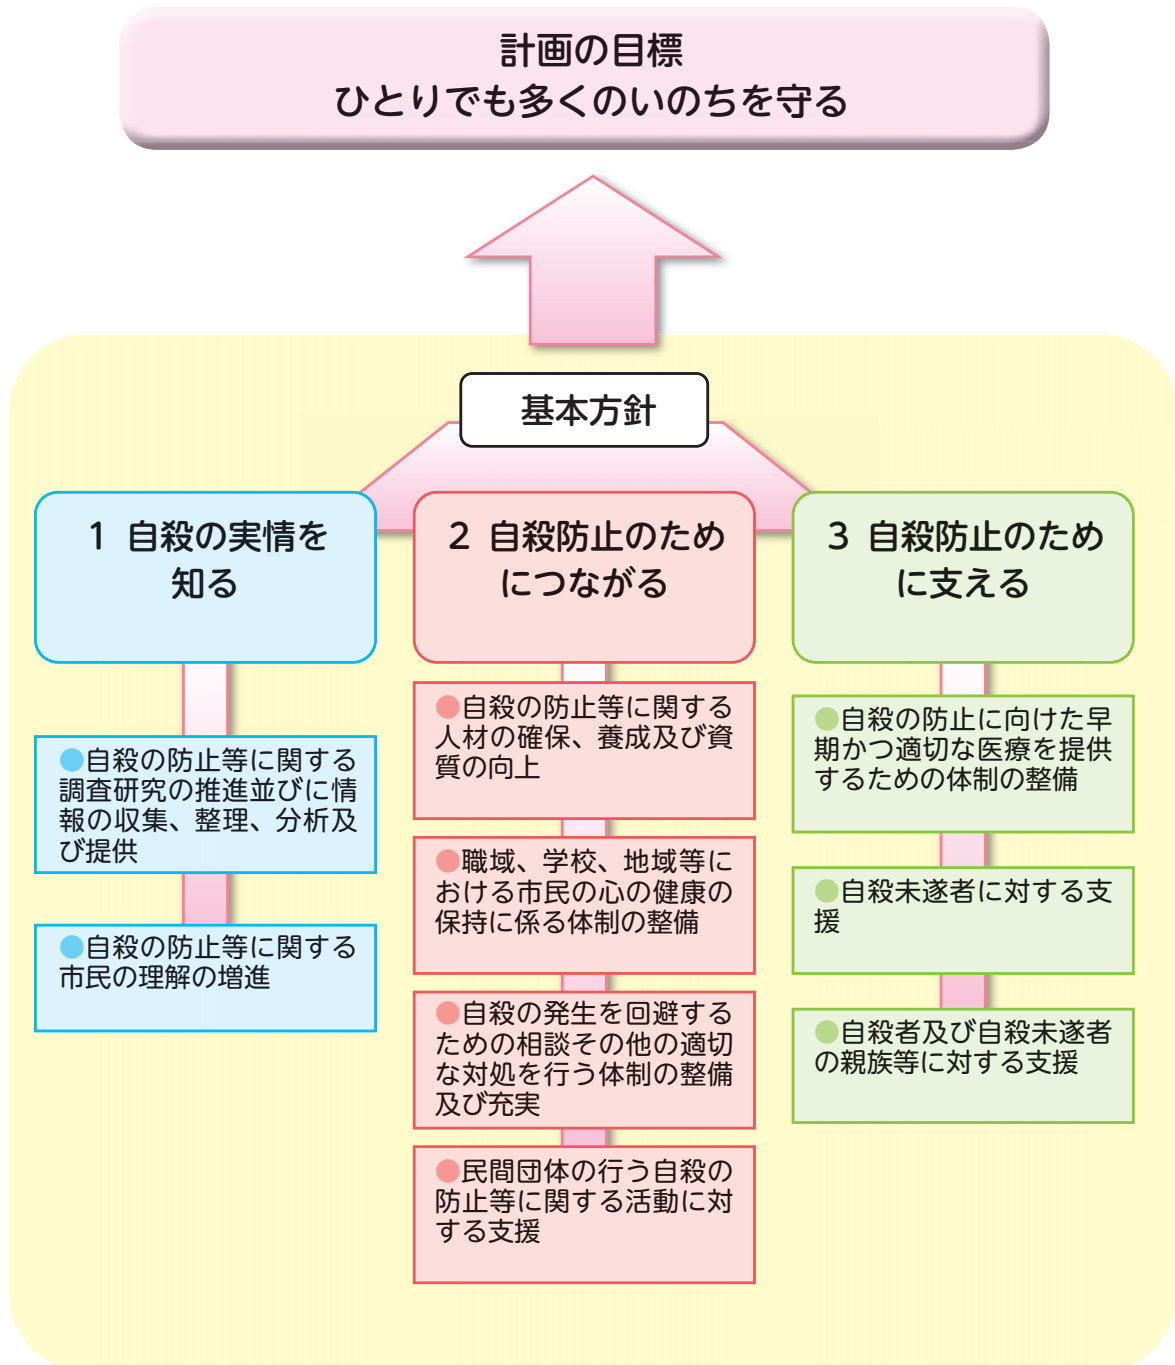 計画の目標
ひとりでも多くのいのちを守る
基本方針
1 自殺の実情を
知る
●自殺の防止等に関する
調査研究の推進並びに情
報の収集、整理、分析及
び提供
●自殺の防止等に関する
市民の理解の増進
2 自殺防止のため
につながる
●自殺の防止等に関する
人材の確保、養成及び資
質の向上
●職域、学校、地域等に
おける市民の心の健康の
保持に係る体制の整備
●自殺の発生を回避する
ための相談その他の適切
な対処を行う体制の整備
及び充実
●民間団体の行う自殺の
防止等に関する活動に対
する支援
3 自殺防止のため
に支える
●自殺の防止に向けた早
期かつ適切な医療を提供
するための体制の整備
●自殺未遂者に対する支
援
●自殺者及び自殺未遂者
の親族等に対する支援